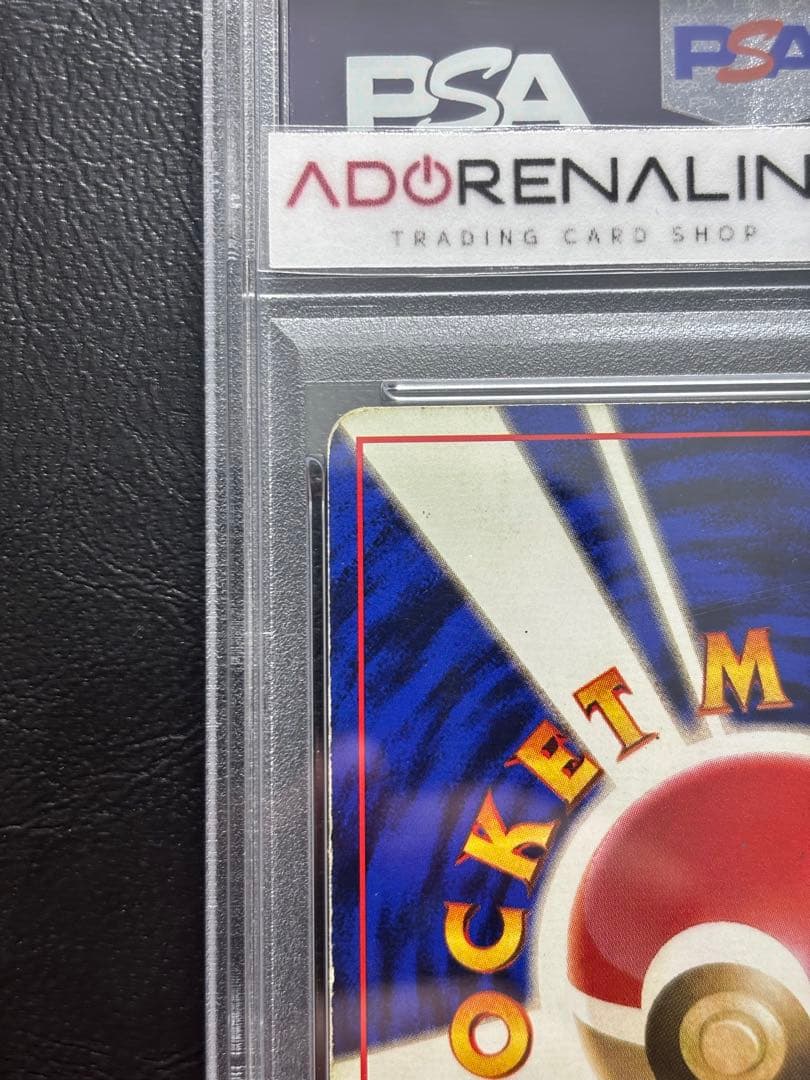 PSA
PSA
ADORENALIN
TRADING CARD SHOP
OCKET M